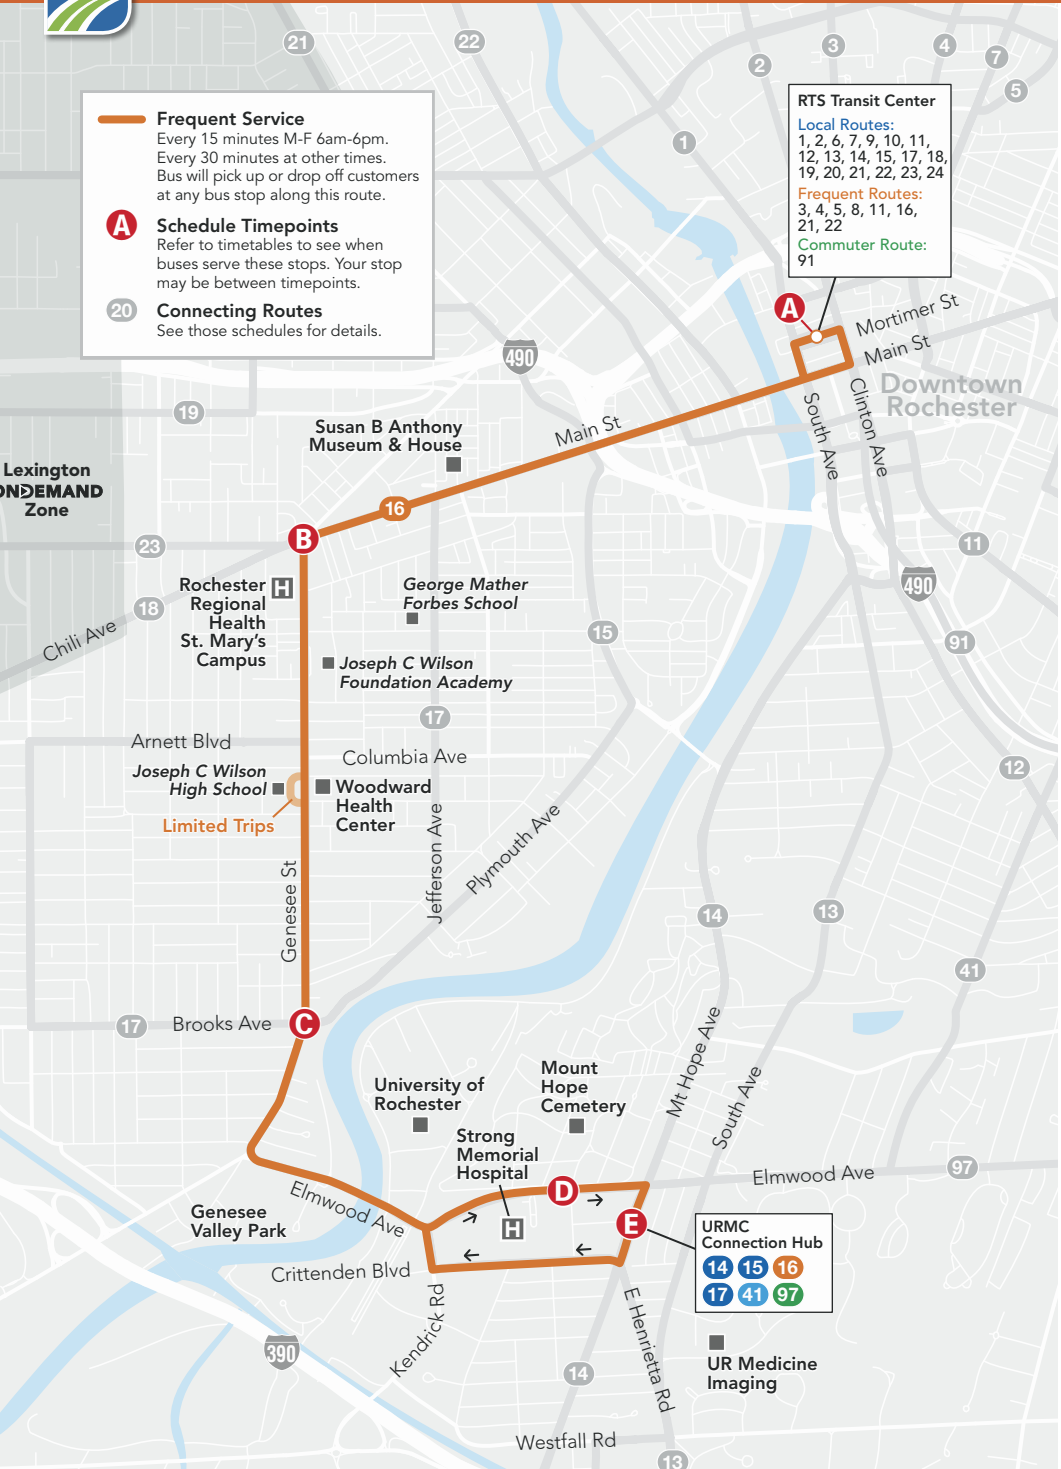 21
22
2
3
4
7
5
1
Frequent Service
Every 15 minutes M-F 6am-6pm.
Every 30 minutes at other times.
Bus will pick up or drop off customers
at any bus stop along this route.
A
Schedule Timepoints
Refer to timetables to see when
buses serve these stops. Your stop
may be between timepoints.
20
Connecting Routes
See those schedules for details.
RTS Transit Center
Local Routes:
1, 2, 6, 7, 9, 10, 11,
12, 13, 14, 15, 17, 18,
19, 20, 21, 22, 23, 24
Frequent Routes:
3, 4, 5, 8, 11, 16,
21, 22
Commuter Route:
91
A
Mortimer St
Main St
Downtown
Rochester
South Ave
Clinton Ave
490
19
Susan B Anthony
Museum & House
Main St
Lexington
ONDEMAND
Zone
16
B
23
11
490
Rochester
Regional
Health
St. Mary's
Campus
H
George Mather
Forbes School
18
Chili Ave
15
91
Joseph C Wilson
Foundation Academy
17
Arnett Blvd
Columbia Ave
12
Joseph C Wilson
High School
Woodward
Health
Center
Limited Trips
Genesee St
Jefferson Ave
Plymouth Ave
14
13
41
17
Brooks Ave
C
Mt Hope Ave
South Ave
University of
Rochester
Mount
Hope
Cemetery
Strong
Memorial
Hospital
H
D
Elmwood Ave
97
Elmwood Ave
Genesee
Valley Park
E
URMC
Connection Hub
14 15 16
17 41 97
Crittenden Blvd
Kendrick Rd
E Henrietta Rd
390
14
UR Medicine
Imaging
Westfall Rd
13